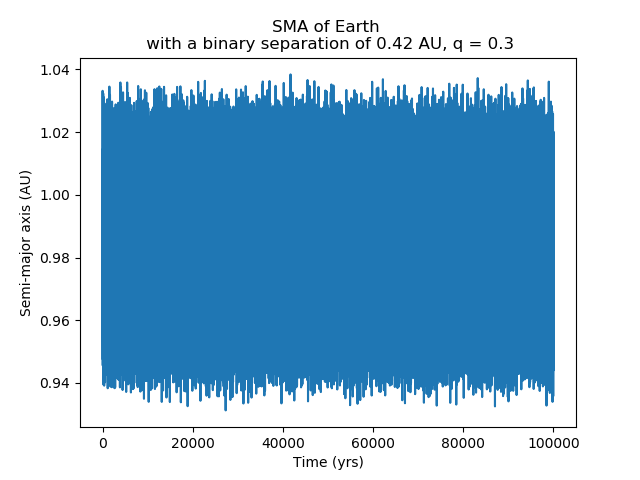 SMA of Earth
with a binary separation of 0.42 AU, q = 0.3
1.04
1.02
1.00
0.98
0.96
0.94
Semi-major axis (AU)
0 20000 40000 60000 80000 100000
Time (yrs)